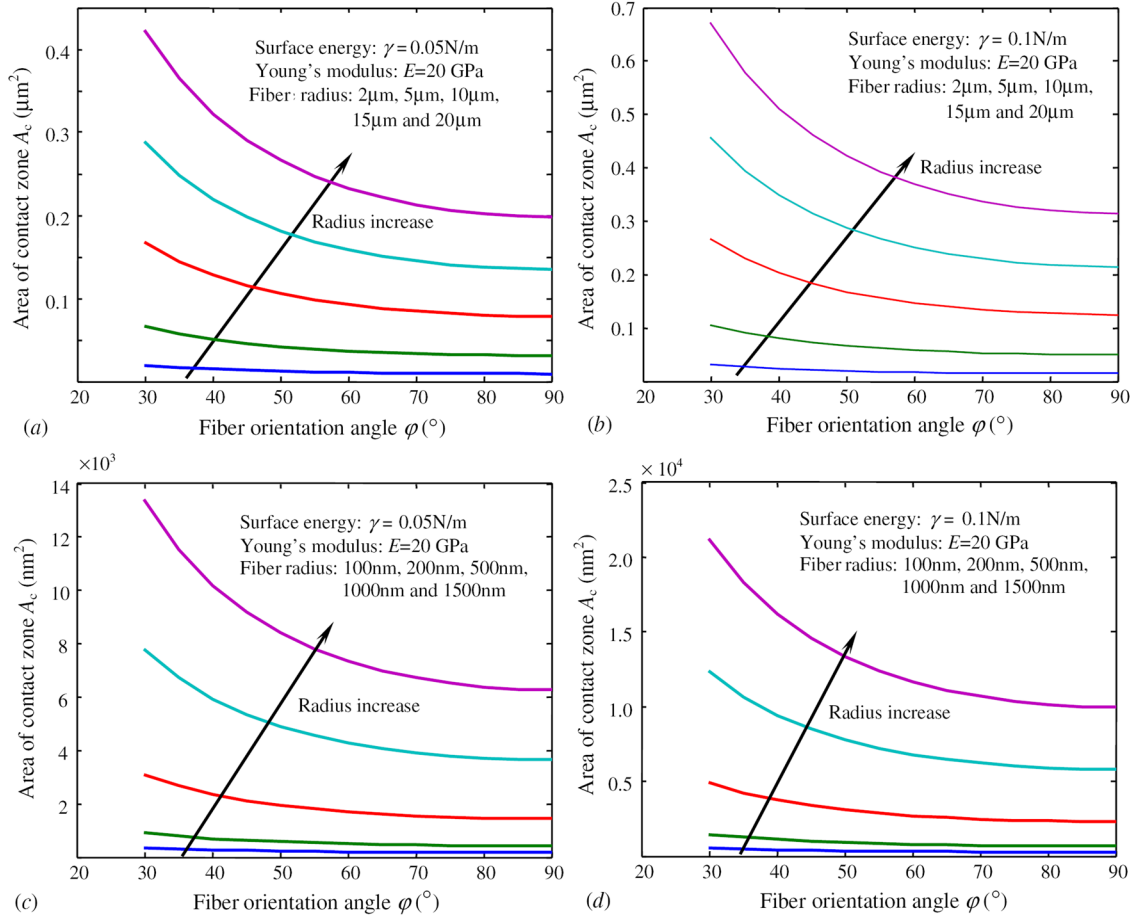 Surface energy: γ = 0.05N/m
Young's modulus: E=20 GPa
Fiber radius: 2μm, 5μm, 10μm,
15μm and 20μm
Radius increase
Area of contact zone A_c (μm²)
0.4
0.3
0.2
0.1
20 30 40 50 60 70 80 90
(a) Fiber orientation angle φ (°)
Surface energy: γ = 0.1N/m
Young's modulus: E=20 GPa
Fiber radius: 2μm, 5μm, 10μm,
15μm and 20μm
Radius increase
Area of contact zone A_c (μm²)
0.7
0.6
0.5
0.4
0.3
0.2
0.1
20 30 40 50 60 70 80 90
(b) Fiber orientation angle φ (°)
×10³
Surface energy: γ = 0.05N/m
Young's modulus: E=20 GPa
Fiber radius: 100nm, 200nm, 500nm,
1000nm and 1500nm
Radius increase
Area of contact zone A_c (nm²)
14
12
10
8
6
4
2
20 30 40 50 60 70 80 90
(c) Fiber orientation angle φ (°)
× 10⁴
Surface energy: γ = 0.1N/m
Young's modulus: E=20 GPa
Fiber radius: 100nm, 200nm, 500nm,
1000nm and 1500nm
Radius increase
Area of contact zone A_c (nm²)
2.5
2.0
1.5
1.0
0.5
20 30 40 50 60 70 80 90
(d) Fiber orientation angle φ (°)